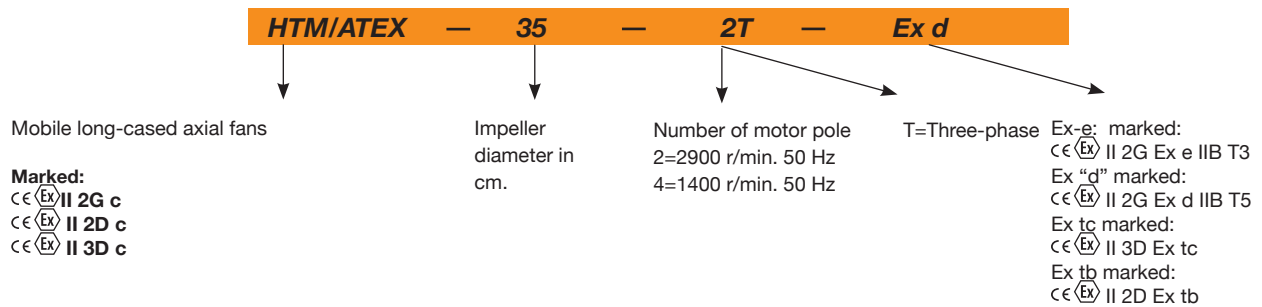 HTM/ATEX — 35 — 2T — Ex d
Mobile long-cased axial fans
Marked:
CE Ex II 2G c
CE Ex II 2D c
CE Ex II 3D c
Impeller
diameter in
cm.
Number of motor pole
2=2900 r/min. 50 Hz
4=1400 r/min. 50 Hz
T=Three-phase
Ex-e: marked:
CE Ex II 2G Ex e IIB T3
Ex “d” marked:
CE Ex II 2G Ex d IIB T5
Ex tc marked:
CE Ex II 3D Ex tc
Ex tb marked:
CE Ex II 2D Ex tb